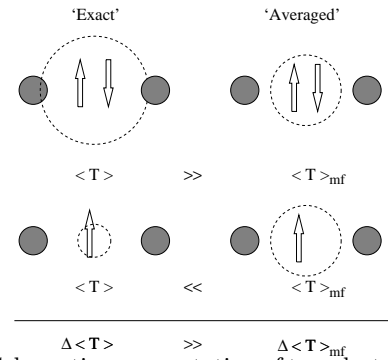 ‘Exact’ ‘Averaged’
< T > >> < T >mf
< T > << < T >mf
Δ < T > >> Δ < T >mf